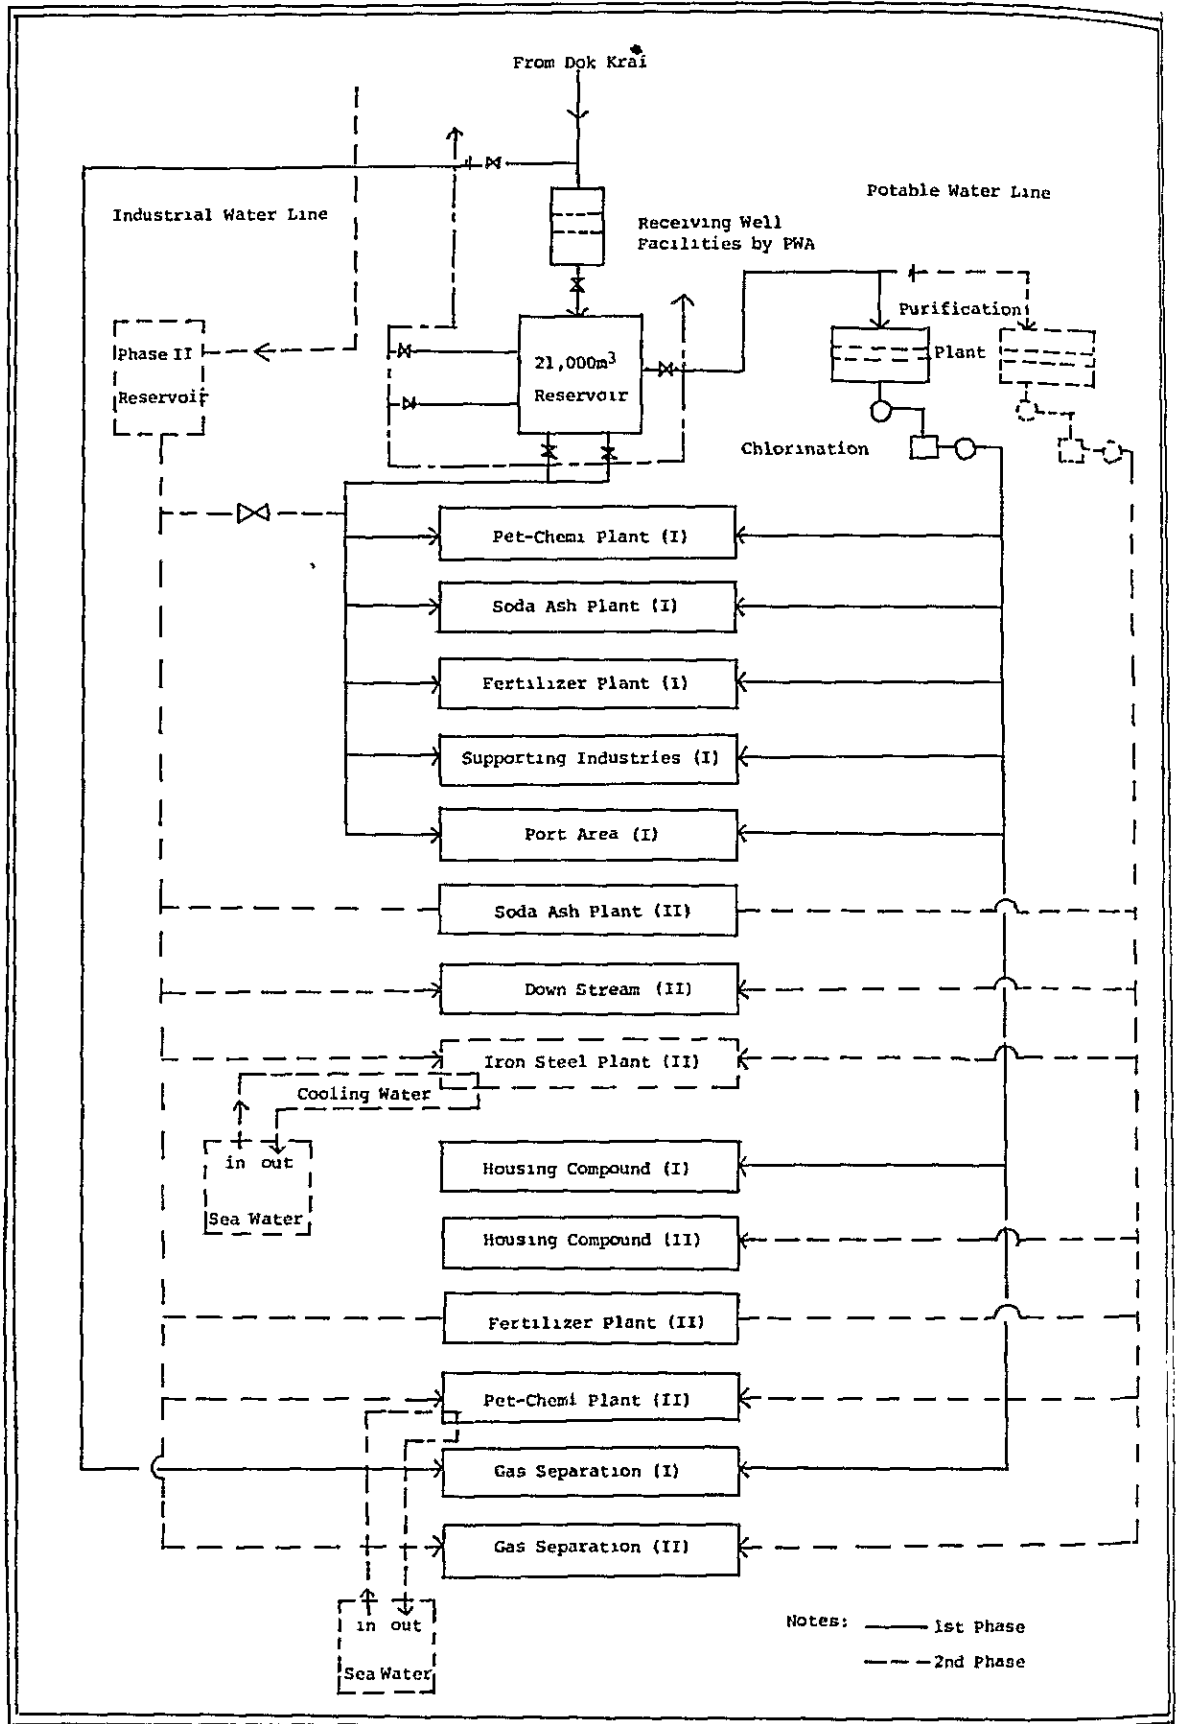 From Dok Krai
Industrial Water Line
Potable Water Line
Receiving Well
Facilities by PWA
Phase II
Reservoir
21,000m³
Reservoir
Purification
Plant
Chlorination
Pet-Chemi Plant (I)
Soda Ash Plant (I)
Fertilizer Plant (I)
Supporting Industries (I)
Port Area (I)
Soda Ash Plant (II)
Down Stream (II)
Iron Steel Plant (II)
Cooling Water
in out
Sea Water
Housing Compound (I)
Housing Compound (II)
Fertilizer Plant (II)
Pet-Chemi Plant (II)
Gas Separation (I)
Gas Separation (II)
in out
Sea Water
Notes: 1st Phase
2nd Phase